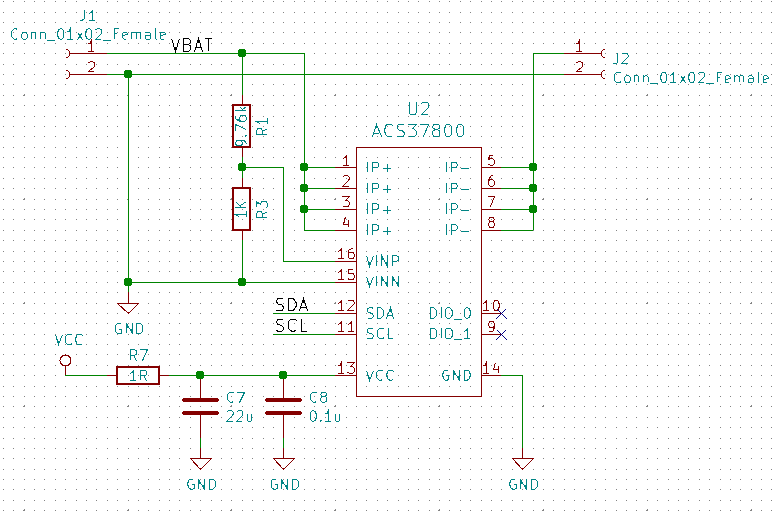 J1
Conn_01x02_Female
1
VBAT
2
1
J2
2
Conn_01x02_Female
U2
ACS37800
9.76k
R1
1K
R3
1
IP+
IP-
5
2
IP+
IP-
6
3
IP+
IP-
7
4
IP+
IP-
8
16
VINP
15
VINN
SDA
12
SDA
DIO_0
10
SCL
11
SCL
DIO_1
9
GND
VCC
R7
1R
13
VCC
GND
14
C7
22u
C8
0.1u
GND
GND
GND